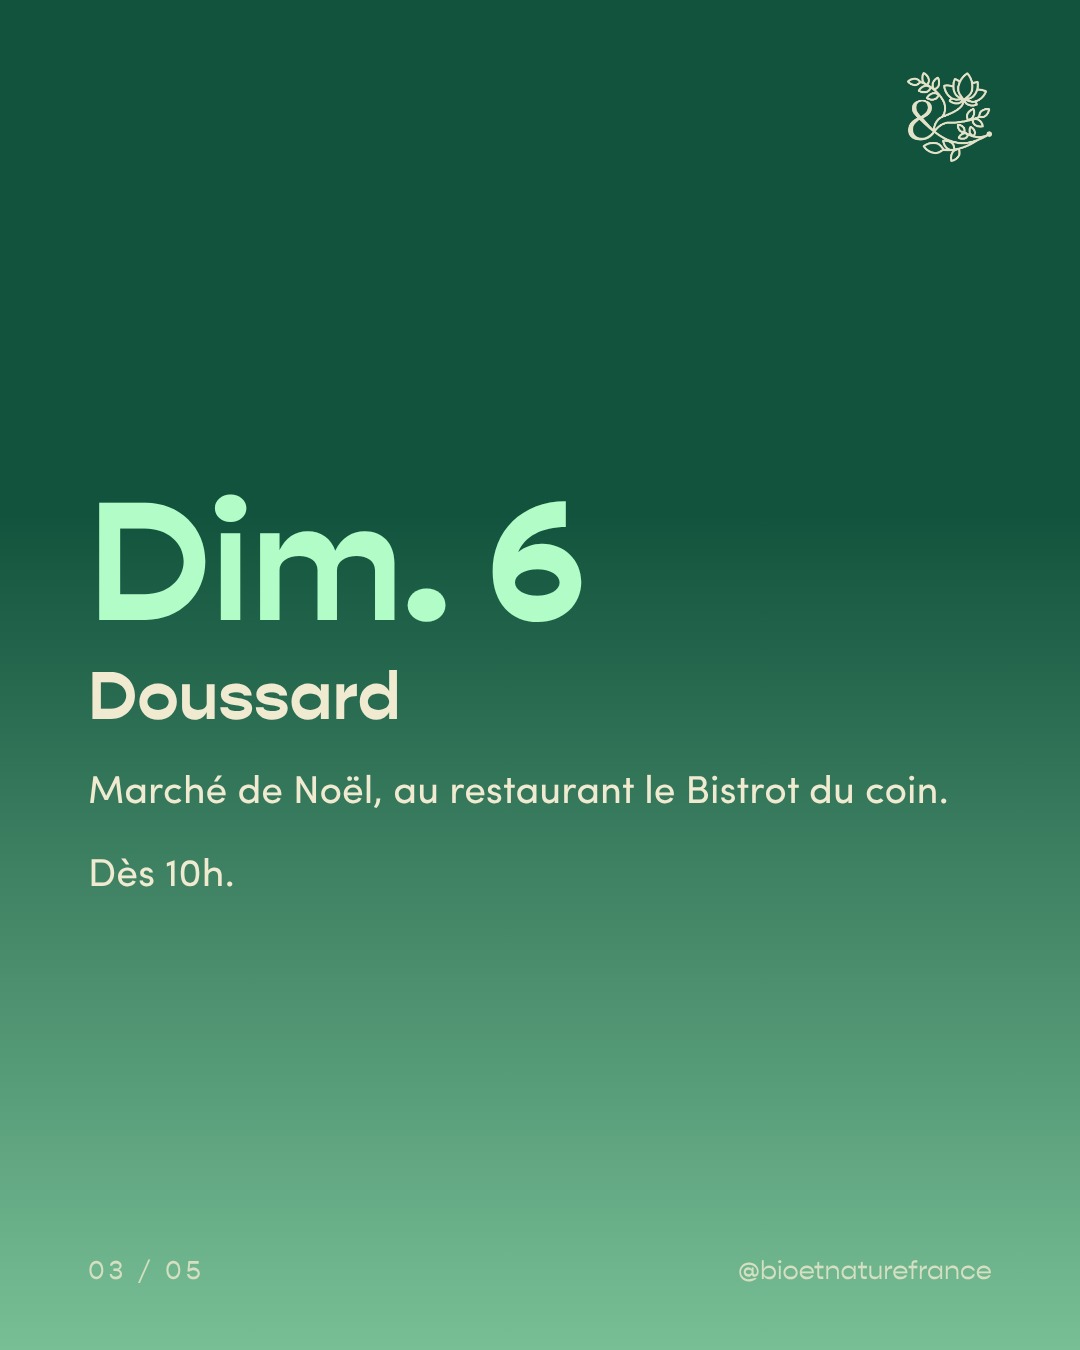 &
Dim. 6
Doussard
Marché de Noël, au restaurant le Bistrot du coin.
Dès 10h.
03 / 05
@bioetnaturefrance